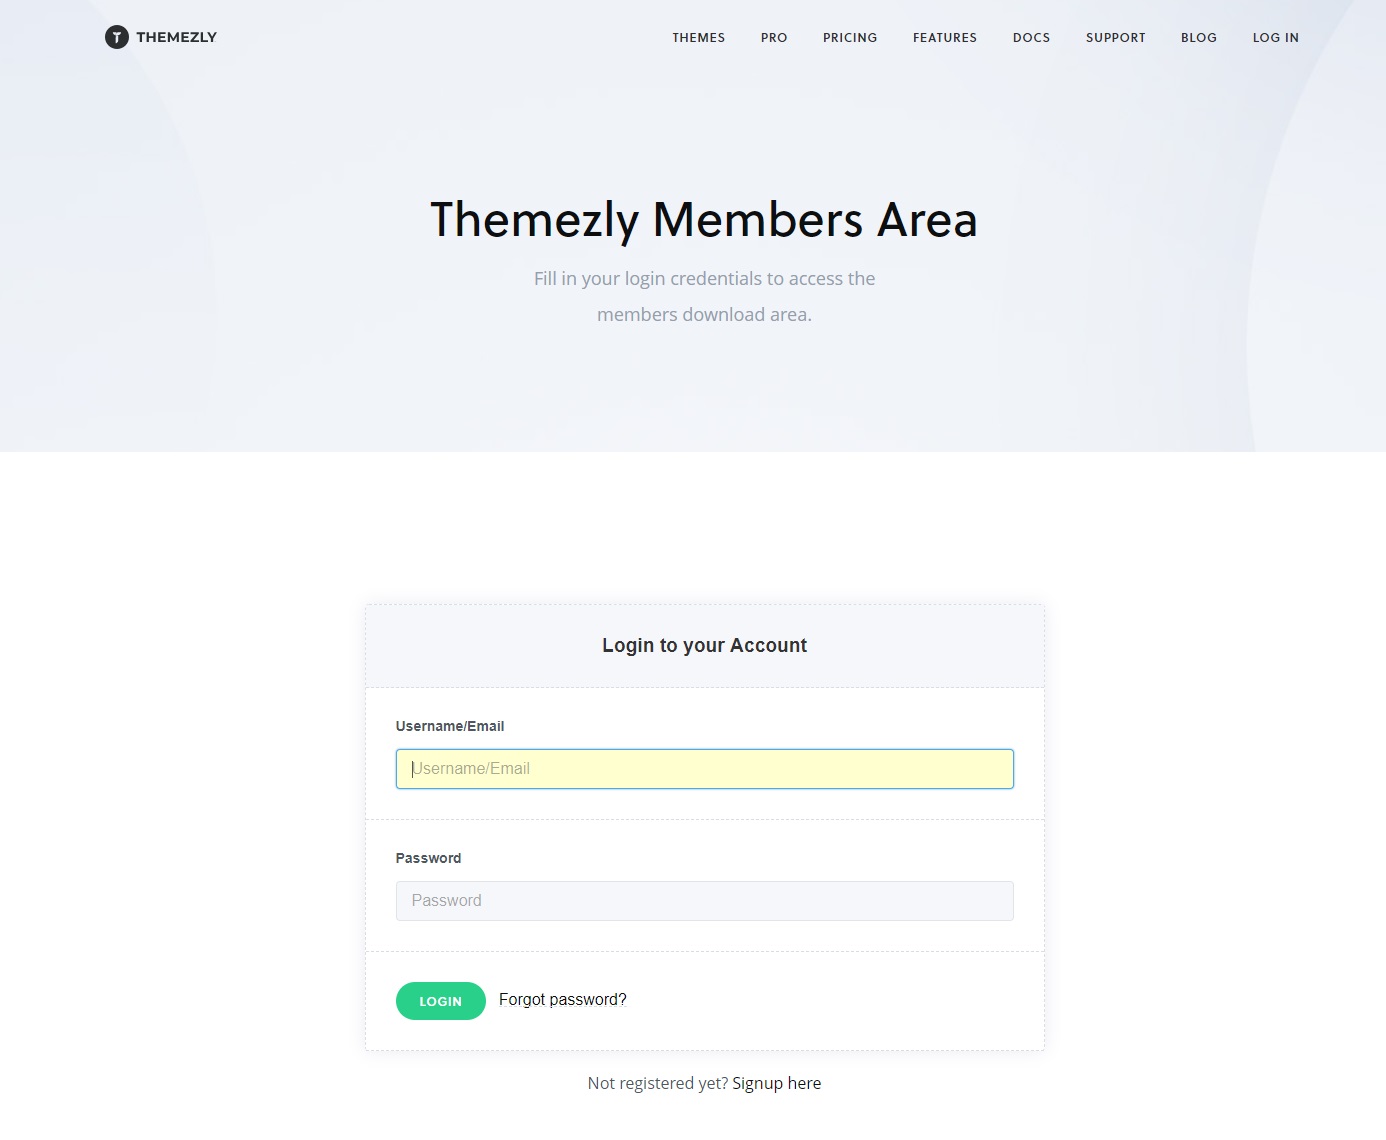 THEMEZLY
THEMES PRO PRICING FEATURES DOCS SUPPORT BLOG LOG IN
Themezly Members Area
Fill in your login credentials to access the
members download area.
Login to your Account
Username/Email
Username/Email
Password
Password
LOGIN Forgot password?
Not registered yet? Signup here